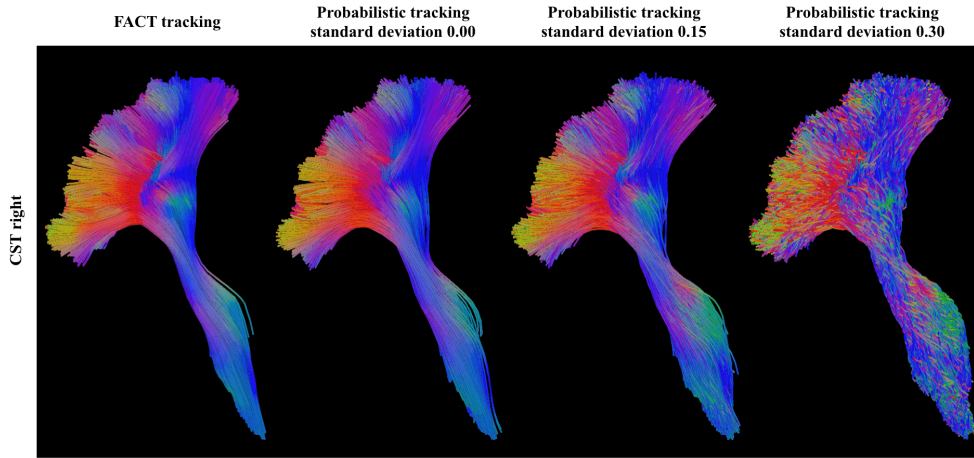 FACT tracking
Probabilistic tracking
standard deviation 0.00
Probabilistic tracking
standard deviation 0.15
Probabilistic tracking
standard deviation 0.30
CST right